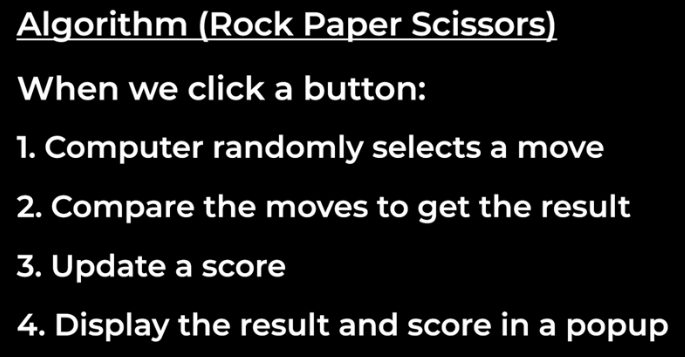 Algorithm (Rock Paper Scissors)
When we click a button:
1. Computer randomly selects a move
2. Compare the moves to get the result
3. Update a score
4. Display the result and score in a popup